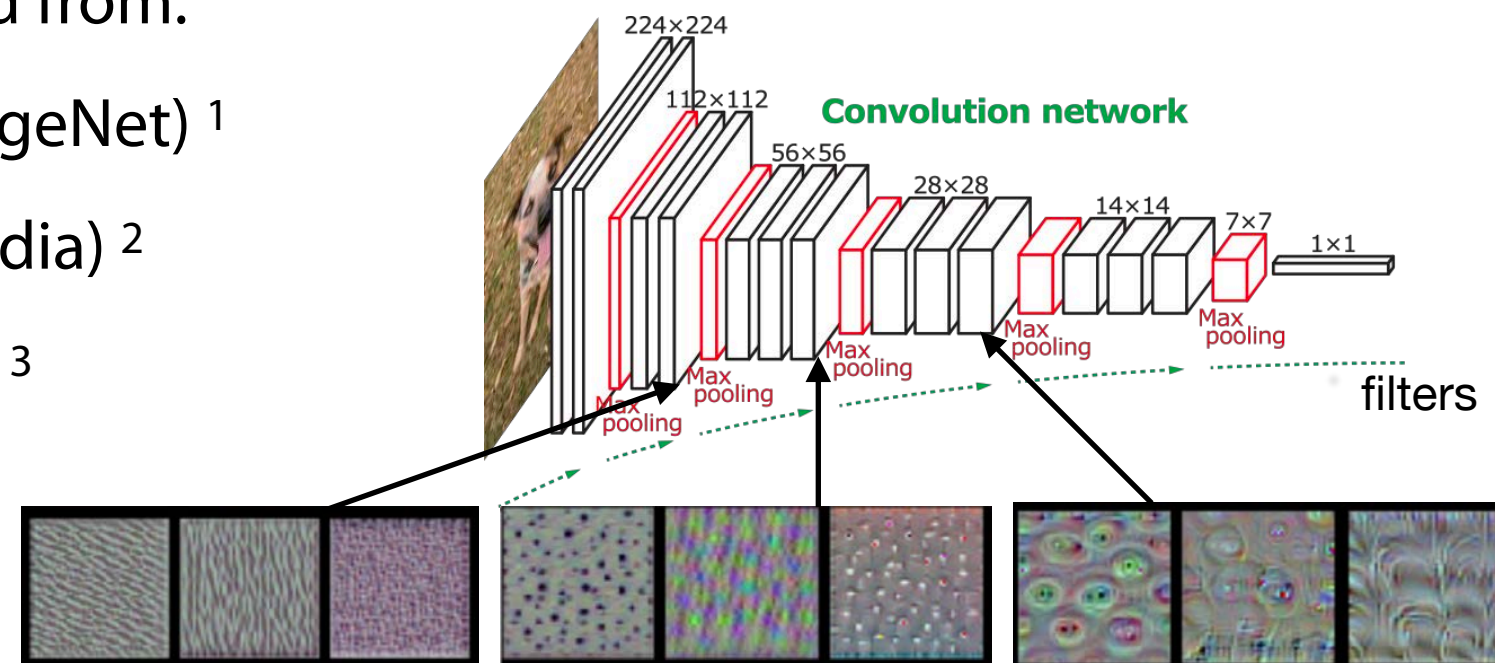 d from:
geNet) 1
dia) 2
3
224×224
112×112
Convolution network
56×56
28×28
14×14
7×7
1×1
Max
pooling
Max
pooling
Max
pooling
Max
pooling
Max
pooling
filters